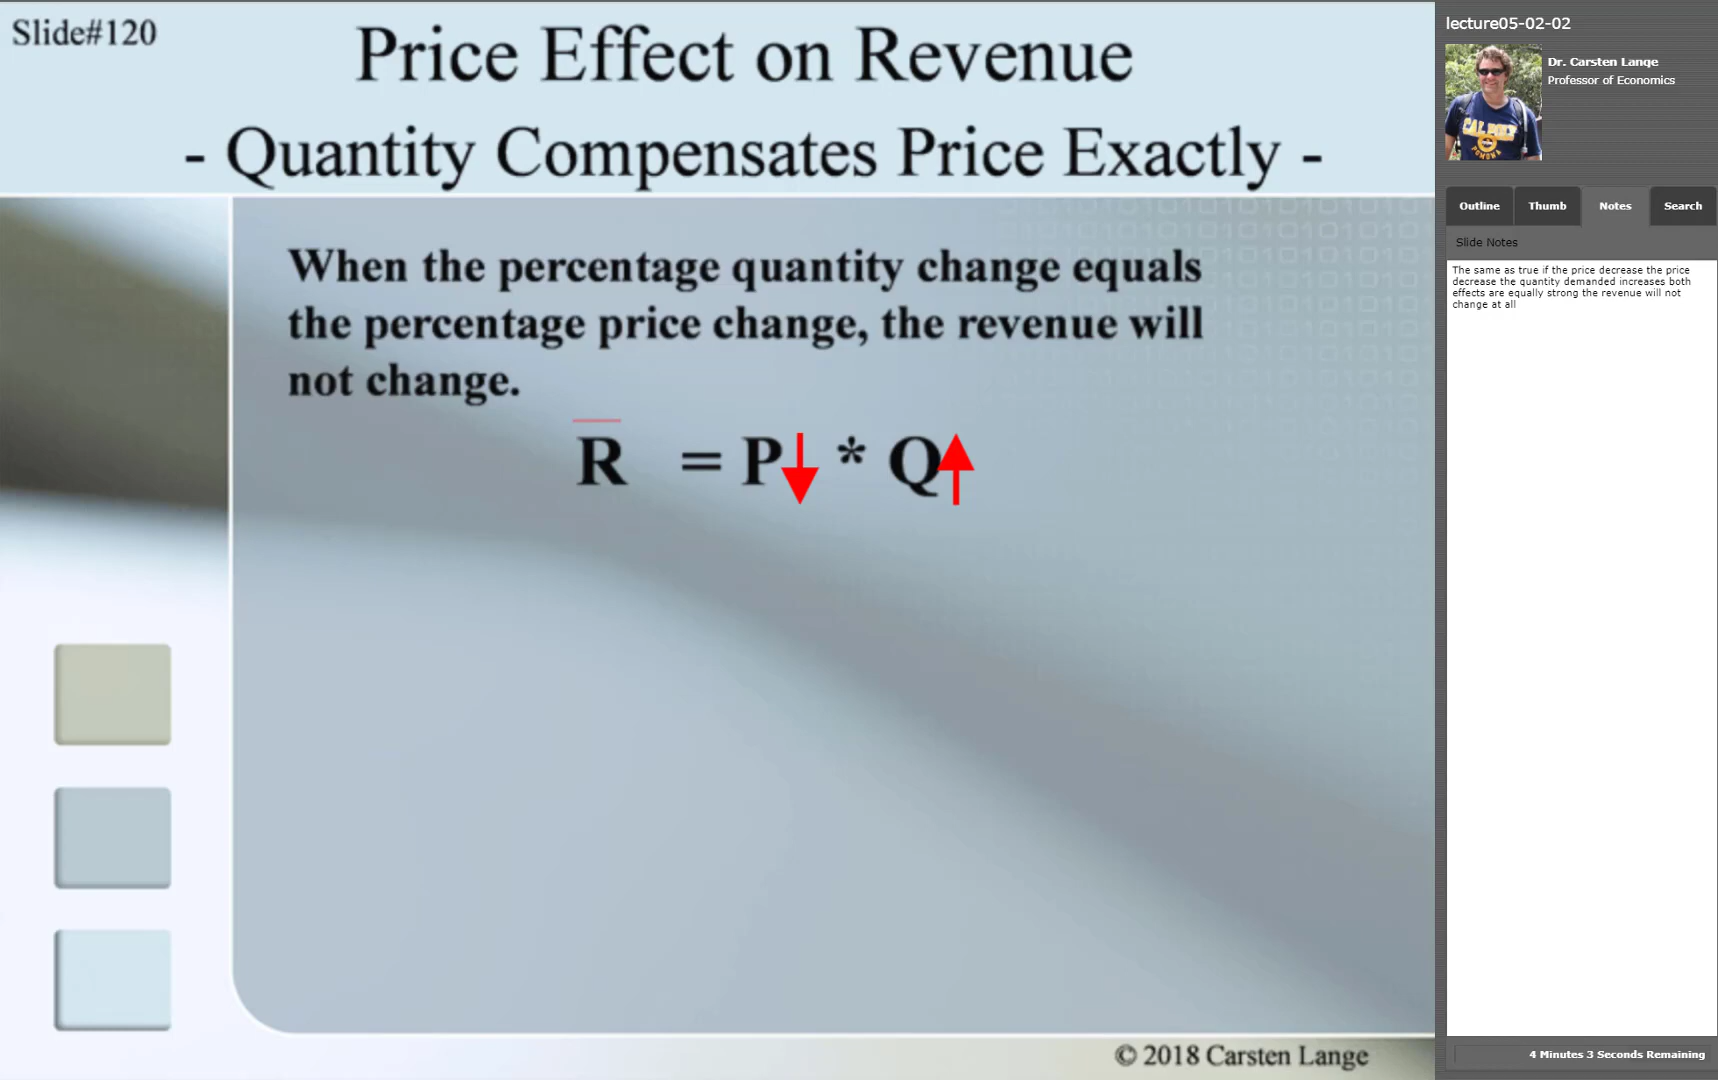 Slide#120
Price Effect on Revenue
- Quantity Compensates Price Exactly -
When the percentage quantity change equals
the percentage price change, the revenue will
not change.
R = P * Q
© 2018 Carsten Lange
lecture05-02-02
Dr. Carsten Lange
Professor of Economics
CAL POLY
POMONA
Outline Thumb Notes Search
Slide Notes
The same as true if the price decrease the price
decrease the quantity demanded increases both
effects are equally strong the revenue will not
change at all
4 Minutes 3 Seconds Remaining